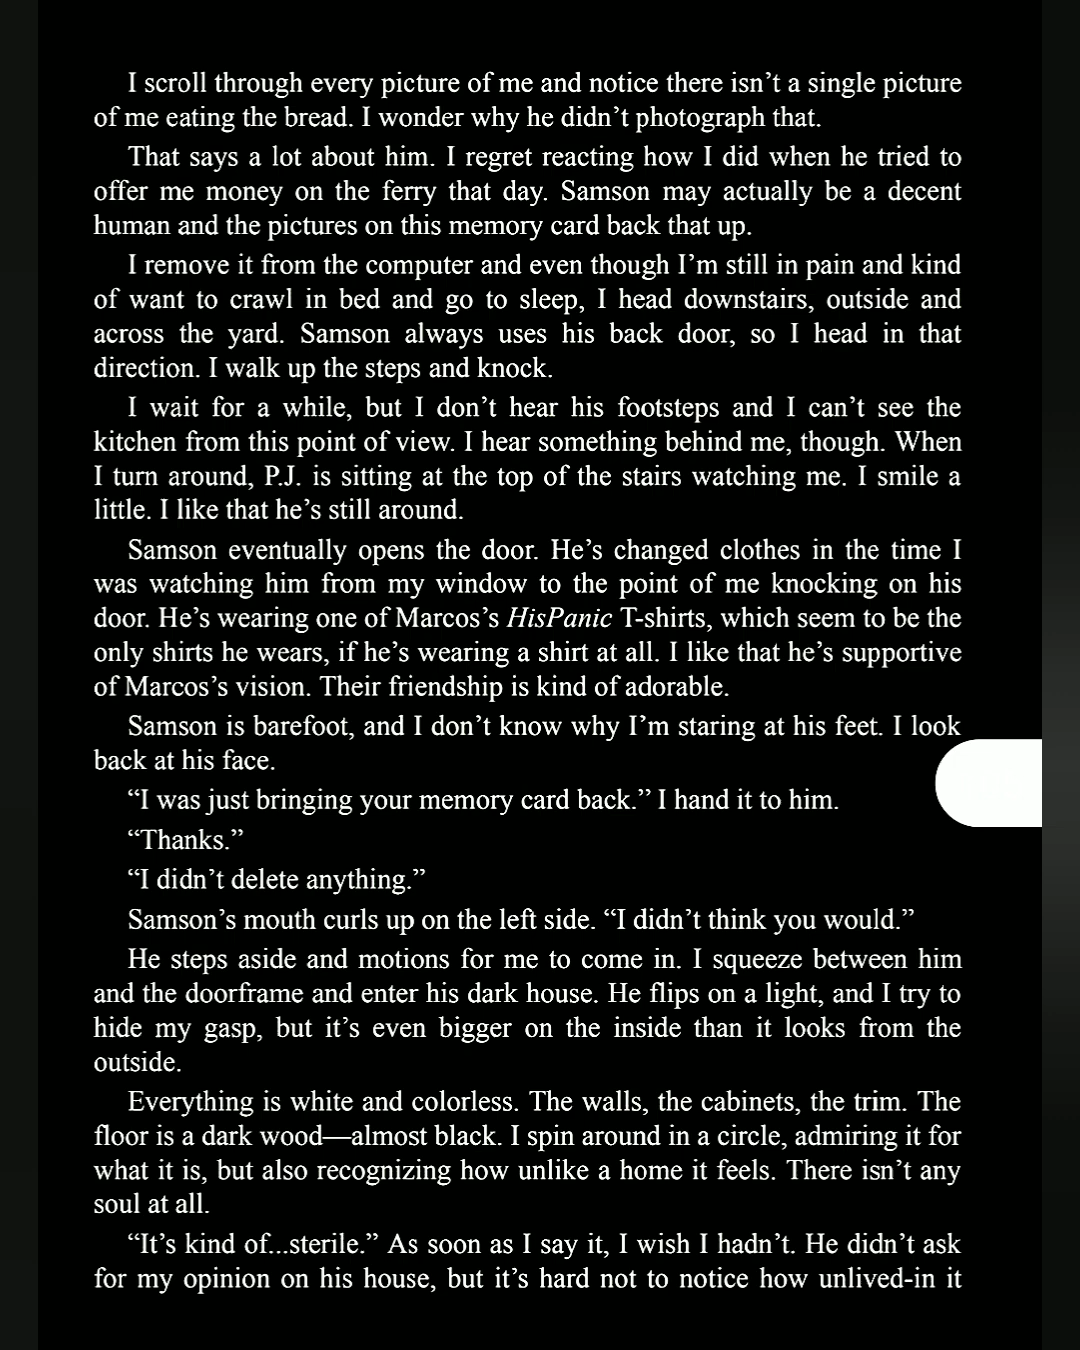 I scroll through every picture of me and notice there isn’t a single picture
of me eating the bread. I wonder why he didn’t photograph that.
That says a lot about him. I regret reacting how I did when he tried to
offer me money on the ferry that day. Samson may actually be a decent
human and the pictures on this memory card back that up.
I remove it from the computer and even though I’m still in pain and kind
of want to crawl in bed and go to sleep, I head downstairs, outside and
across the yard. Samson always uses his back door, so I head in that
direction. I walk up the steps and knock.
I wait for a while, but I don’t hear his footsteps and I can’t see the
kitchen from this point of view. I hear something behind me, though. When
I turn around, P.J. is sitting at the top of the stairs watching me. I smile a
little. I like that he’s still around.
Samson eventually opens the door. He’s changed clothes in the time I
was watching him from my window to the point of me knocking on his
door. He’s wearing one of Marcos’s HisPanic T-shirts, which seem to be the
only shirts he wears, if he’s wearing a shirt at all. I like that he’s supportive
of Marcos’s vision. Their friendship is kind of adorable.
Samson is barefoot, and I don’t know why I’m staring at his feet. I look
back at his face.
“I was just bringing your memory card back.” I hand it to him.
“Thanks.”
“I didn’t delete anything.”
Samson’s mouth curls up on the left side. “I didn’t think you would.”
He steps aside and motions for me to come in. I squeeze between him
and the doorframe and enter his dark house. He flips on a light, and I try to
hide my gasp, but it’s even bigger on the inside than it looks from the
outside.
Everything is white and colorless. The walls, the cabinets, the trim. The
floor is a dark wood—almost black. I spin around in a circle, admiring it for
what it is, but also recognizing how unlike a home it feels. There isn’t any
soul at all.
“It’s kind of...sterile.” As soon as I say it, I wish I hadn’t. He didn’t ask
for my opinion on his house, but it’s hard not to notice how unlived-in it